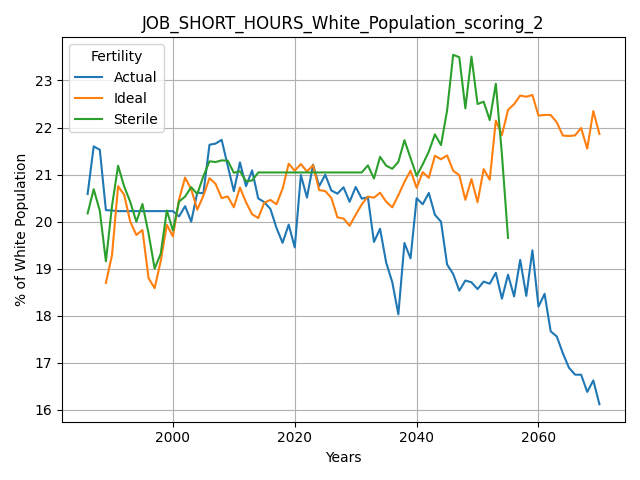 JOB_SHORT_HOURS_White_Population_scoring_2
Fertility
Actual
Ideal
Sterile
% of White Population
23
22
21
20
19
18
17
16
2000
2020
2040
2060
Years